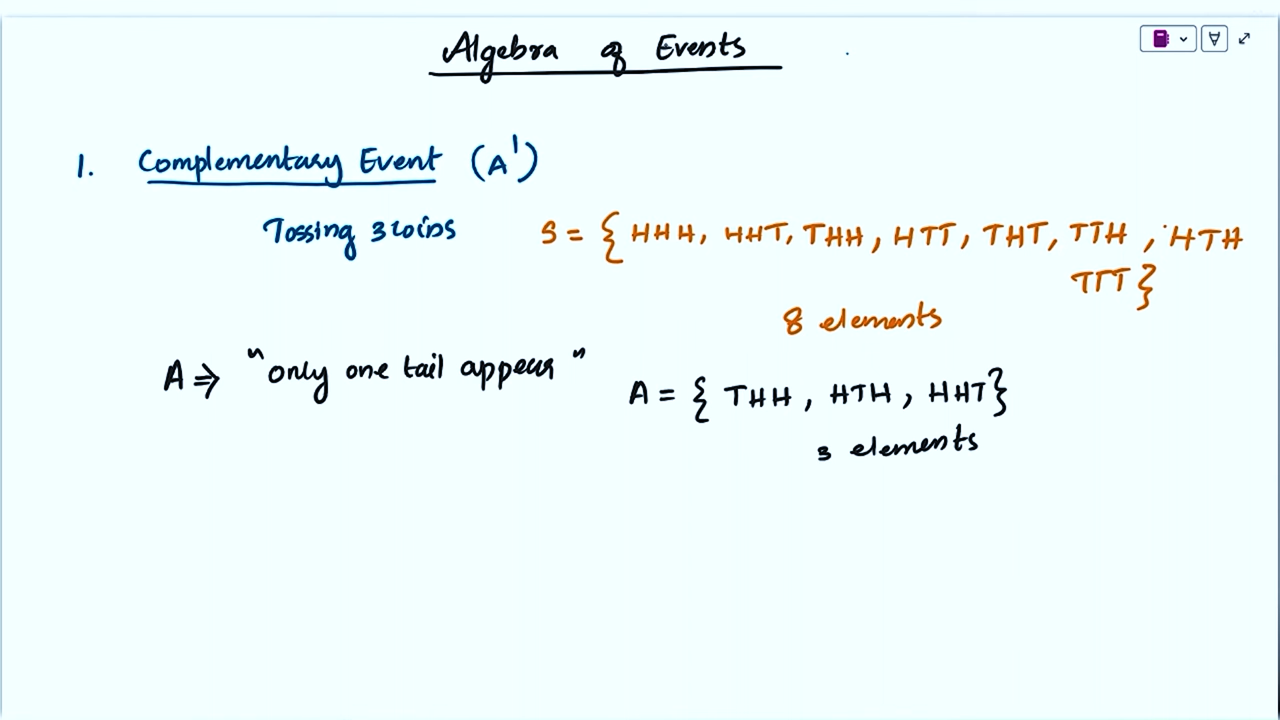 Algebra of Events
1. Complementary Event (A')
Tossing 3 coins S = { HHH, HHT, THH, HTT, THT, TTH, HTH
TTT }
8 elements
A ⇒ "only one tail appear" A = { THH, HTH, HHT }
3 elements